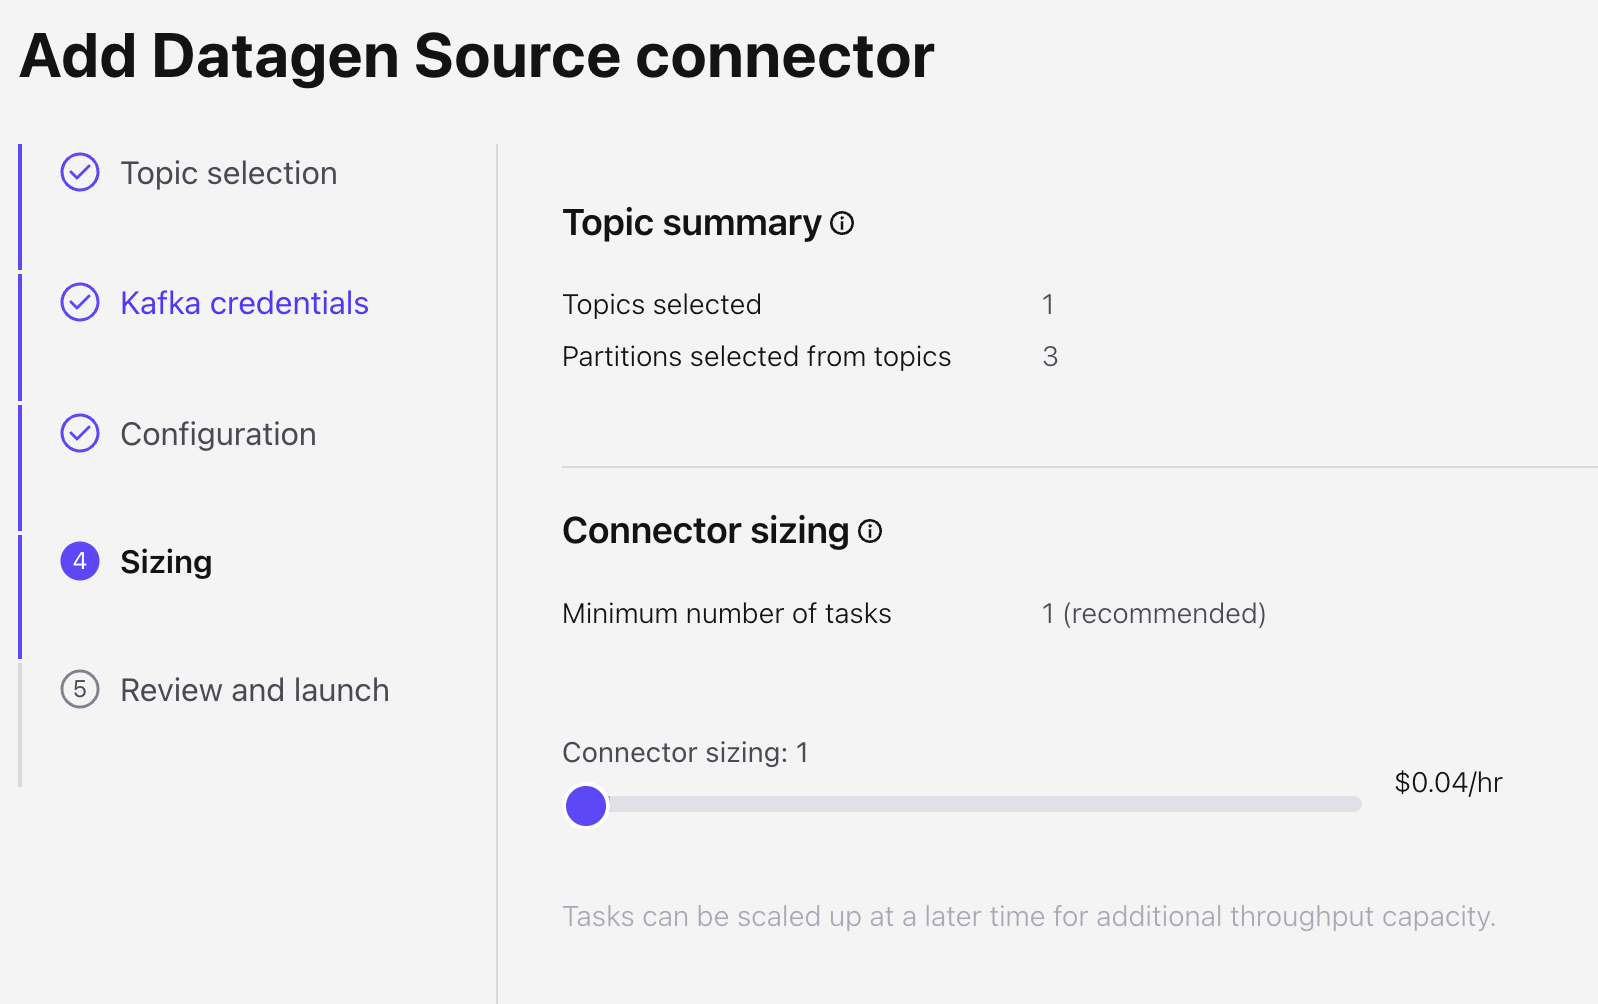 Add Datagen Source connector
Topic selection
Kafka credentials
Configuration
4 Sizing
5 Review and launch
Topic summary
Topics selected 1
Partitions selected from topics 3
Connector sizing
Minimum number of tasks 1 (recommended)
Connector sizing: 1
$0.04/hr
Tasks can be scaled up at a later time for additional throughput capacity.